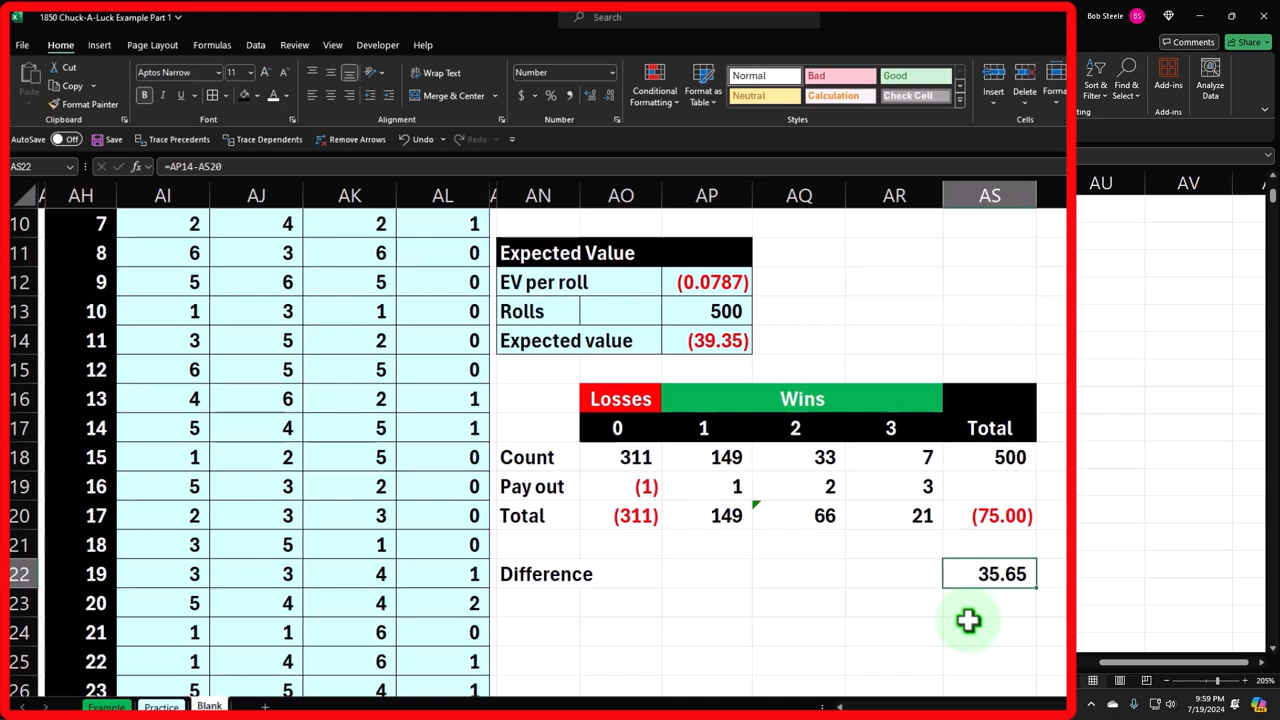 1850 Chuck-A-Luck Example Part 1
Search
Bob Steele BS
File Home Insert Page Layout Formulas Data Review View Developer Help
Comments Share
Paste Cut Copy Format Painter Clipboard
Aptos Narrow 11 B I U A Font
Wrap Text Merge & Center Alignment
Number $ % 9 Number
Conditional Formatting Format as Table Normal Bad Good Neutral Calculation Check Cell Styles
Insert Delete Format Cells
Sort & Filter Find & Select Add-ins Analyze Data
AutoSave Off Save Trace Precedents Trace Dependents Remove Arrows Undo Redo
AS22 fx =AP14-AS20
AH AI AJ AK AL AN AO AP AQ AR AS AU AV
10 7 2 4 2 1
11 8 6 3 6 0 Expected Value
12 9 5 6 5 0 EV per roll (0.0787)
13 10 1 3 1 0 Rolls 500
14 11 3 5 2 0 Expected value (39.35)
15 12 6 5 5 0
16 13 4 6 2 1 Losses Wins
17 14 5 4 5 1 0 1 2 3 Total
18 15 1 2 5 0 Count 311 149 33 7 500
19 16 5 3 2 0 Pay out (1) 1 2 3
20 17 2 3 3 0 Total (311) 149 66 21 (75.00)
21 18 3 5 1 0
22 19 3 3 4 1 Difference 35.65
23 20 5 4 4 2
24 21 1 1 6 0
25 22 1 4 6 1
26 23 5 5 4 1
Example Practice Blank
205%
9:59 PM
7/19/2024